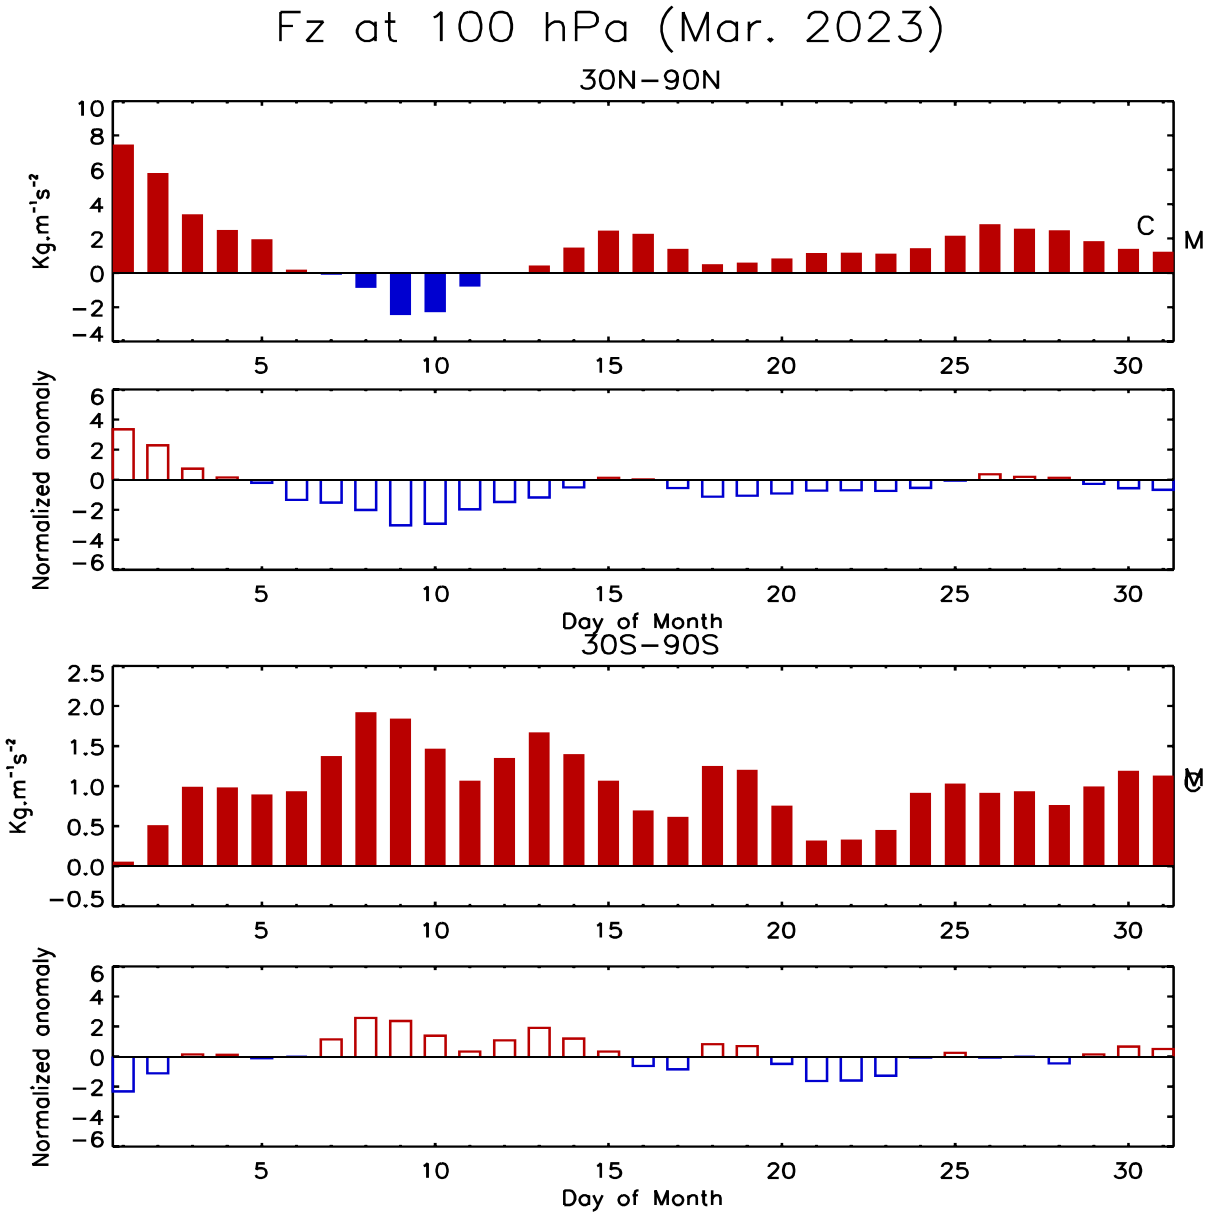 Fz at 100 hPa (Mar. 2023)
30N-90N
Kg.m⁻¹s⁻²
10
8
6
4
2
0
-2
-4
C
M
5 10 15 20 25 30
Normalized anomaly
6
4
2
0
-2
-4
-6
5 10 15 20 25 30
Day of Month
30S-90S
Kg.m⁻¹s⁻²
2.5
2.0
1.5
1.0
0.5
0.0
-0.5
M
C
5 10 15 20 25 30
Normalized anomaly
6
4
2
0
-2
-4
-6
5 10 15 20 25 30
Day of Month